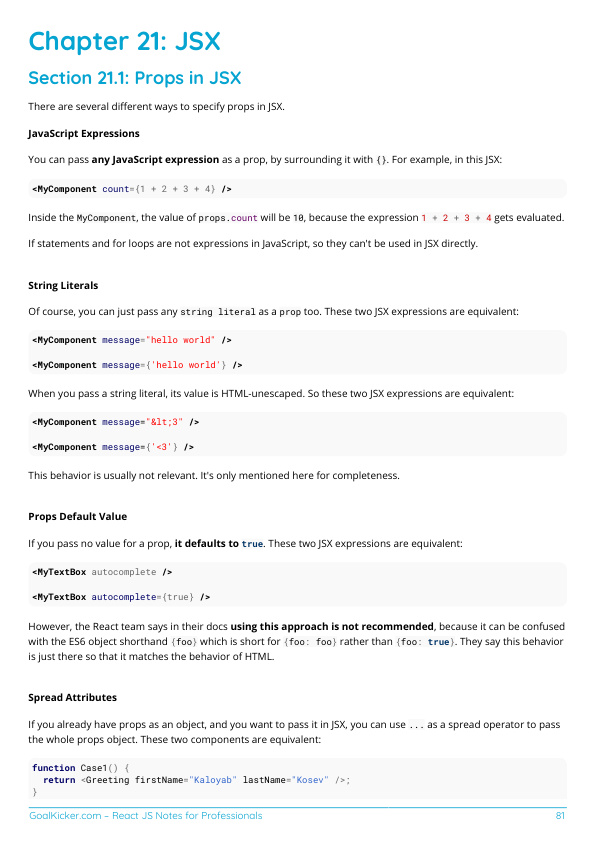 Chapter 21: JSX
Section 21.1: Props in JSX
There are several different ways to specify props in JSX.
JavaScript Expressions
You can pass any JavaScript expression as a prop, by surrounding it with {}. For example, in this JSX:
<MyComponent count={1 + 2 + 3 + 4} />
Inside the MyComponent, the value of props.count will be 10, because the expression 1 + 2 + 3 + 4 gets evaluated.
If statements and for loops are not expressions in JavaScript, so they can't be used in JSX directly.
String Literals
Of course, you can just pass any string literal as a prop too. These two JSX expressions are equivalent:
<MyComponent message="hello world" />
<MyComponent message={'hello world'} />
When you pass a string literal, its value is HTML-unescaped. So these two JSX expressions are equivalent:
<MyComponent message="&lt;3" />
<MyComponent message={'<3'} />
This behavior is usually not relevant. It's only mentioned here for completeness.
Props Default Value
If you pass no value for a prop, it defaults to true. These two JSX expressions are equivalent:
<MyTextBox autocomplete />
<MyTextBox autocomplete={true} />
However, the React team says in their docs using this approach is not recommended, because it can be confused
with the ES6 object shorthand {foo} which is short for {foo: foo} rather than {foo: true}. They say this behavior
is just there so that it matches the behavior of HTML.
Spread Attributes
If you already have props as an object, and you want to pass it in JSX, you can use ... as a spread operator to pass
the whole props object. These two components are equivalent:
function Case1() {
  return <Greeting firstName="Kaloyab" lastName="Kosev" />;
}
GoalKicker.com – React JS Notes for Professionals 81